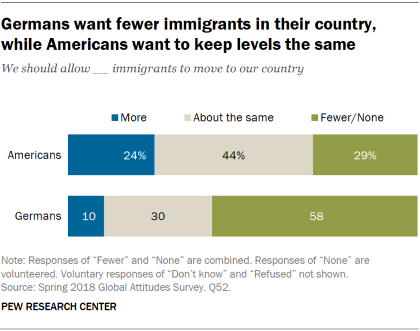 Germans want fewer immigrants in their country,
while Americans want to keep levels the same
We should allow __ immigrants to move to our country
More About the same Fewer/None
Americans 24% 44% 29%
Germans 10 30 58
Note: Responses of “Fewer” and “None” are combined. Responses of “None” are
volunteered. Voluntary responses of “Don’t know” and “Refused” not shown.
Source: Spring 2018 Global Attitudes Survey. Q52.
PEW RESEARCH CENTER